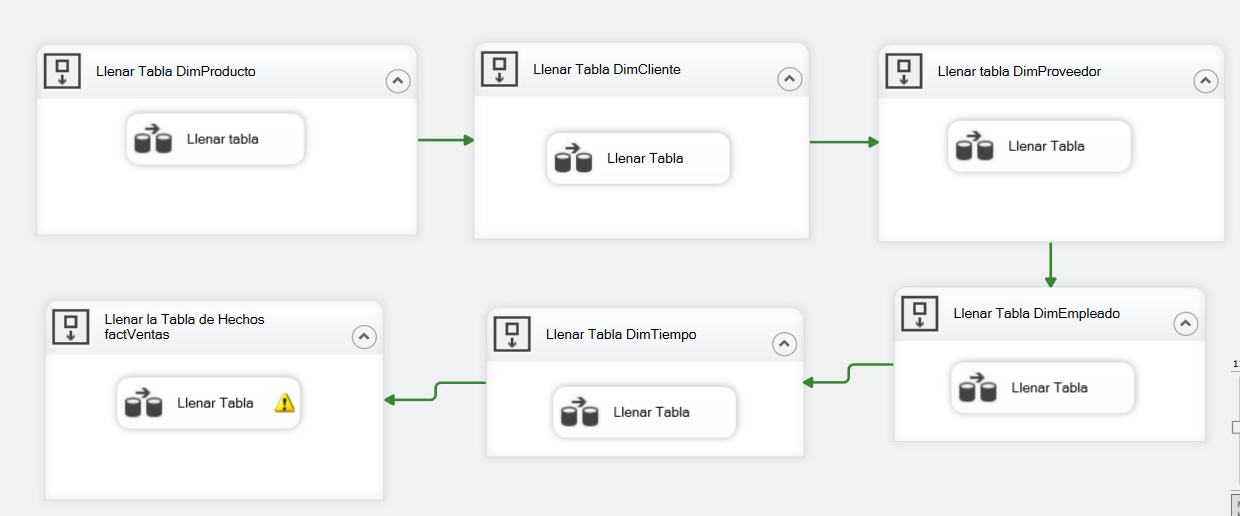 Llenar Tabla DimProducto
Llenar tabla
Llenar Tabla DimCliente
Llenar Tabla
Llenar tabla DimProveedor
Llenar Tabla
Llenar la Tabla de Hechos
factVentas
Llenar Tabla
Llenar Tabla DimTiempo
Llenar Tabla
Llenar Tabla DimEmpleado
Llenar Tabla